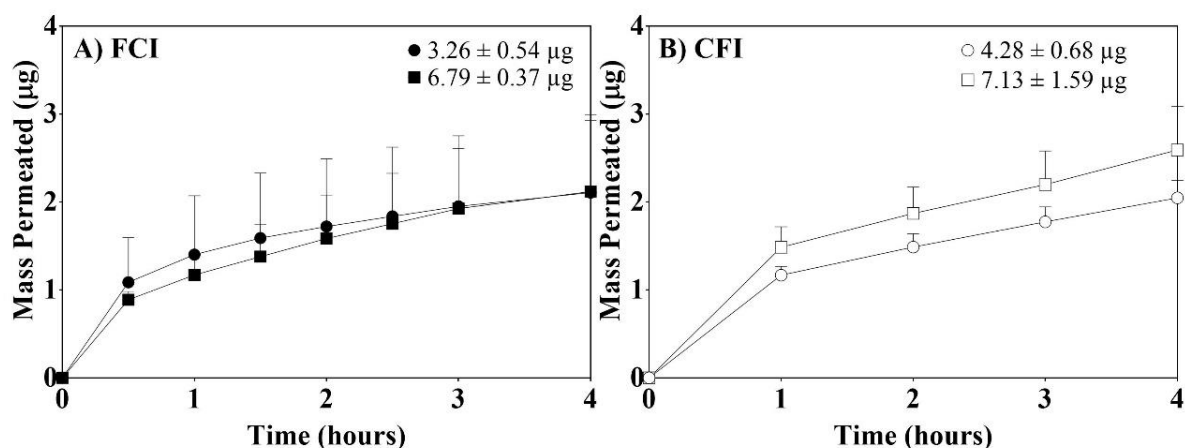 A) FCI
3.26 ± 0.54 µg
6.79 ± 0.37 µg
Mass Permeated (µg)
4
3
2
1
0
0 1 2 3 4
Time (hours)
B) CFI
4.28 ± 0.68 µg
7.13 ± 1.59 µg
Mass Permeated (µg)
4
3
2
1
0
0 1 2 3 4
Time (hours)